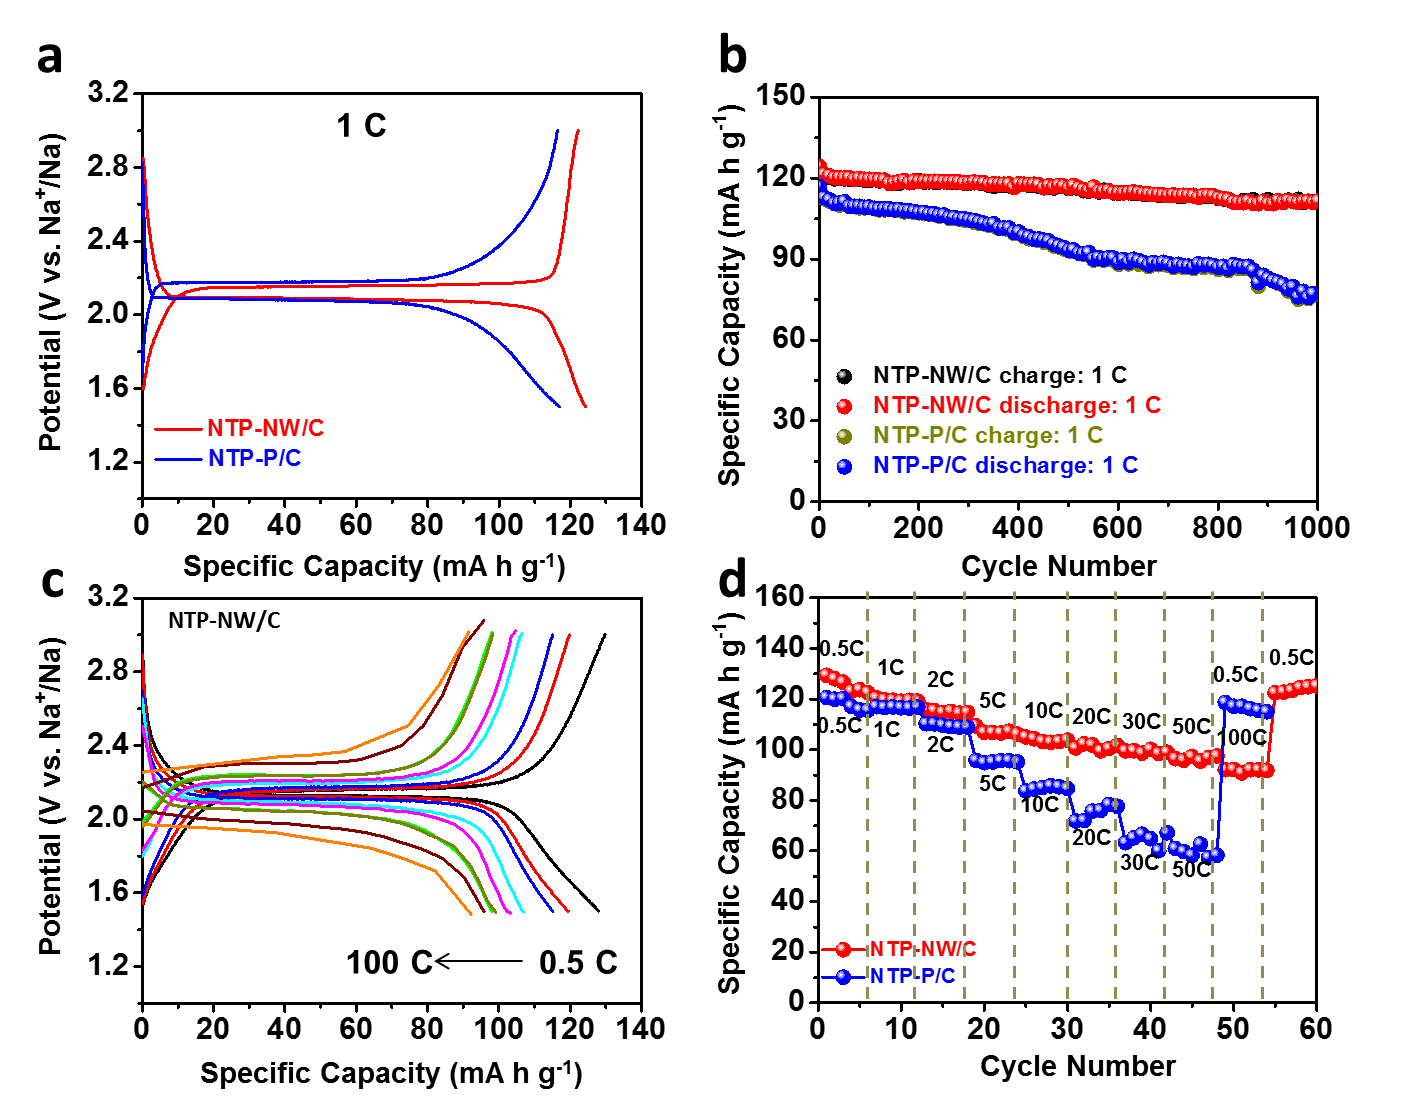 a
1 C
3.2
2.8
2.4
2.0
1.6
1.2
Potential (V vs. Na⁺/Na)
NTP-NW/C
NTP-P/C
0 20 40 60 80 100 120 140
Specific Capacity (mA h g⁻¹)
b
150
120
90
60
30
0
Specific Capacity (mA h g⁻¹)
NTP-NW/C charge: 1 C
NTP-NW/C discharge: 1 C
NTP-P/C charge: 1 C
NTP-P/C discharge: 1 C
0 200 400 600 800 1000
Cycle Number
c
NTP-NW/C
3.2
2.8
2.4
2.0
1.6
1.2
Potential (V vs. Na⁺/Na)
100 C 0.5 C
0 20 40 60 80 100 120 140
Specific Capacity (mA h g⁻¹)
d
160
140
120
100
80
60
40
20
0
Specific Capacity (mA h g⁻¹)
0.5C 1C 2C 5C 10C 20C 30C 50C 100C 0.5C
0.5C 1C 2C 5C 10C 20C 30C 50C 0.5C
NTP-NW/C
NTP-P/C
0 10 20 30 40 50 60
Cycle Number